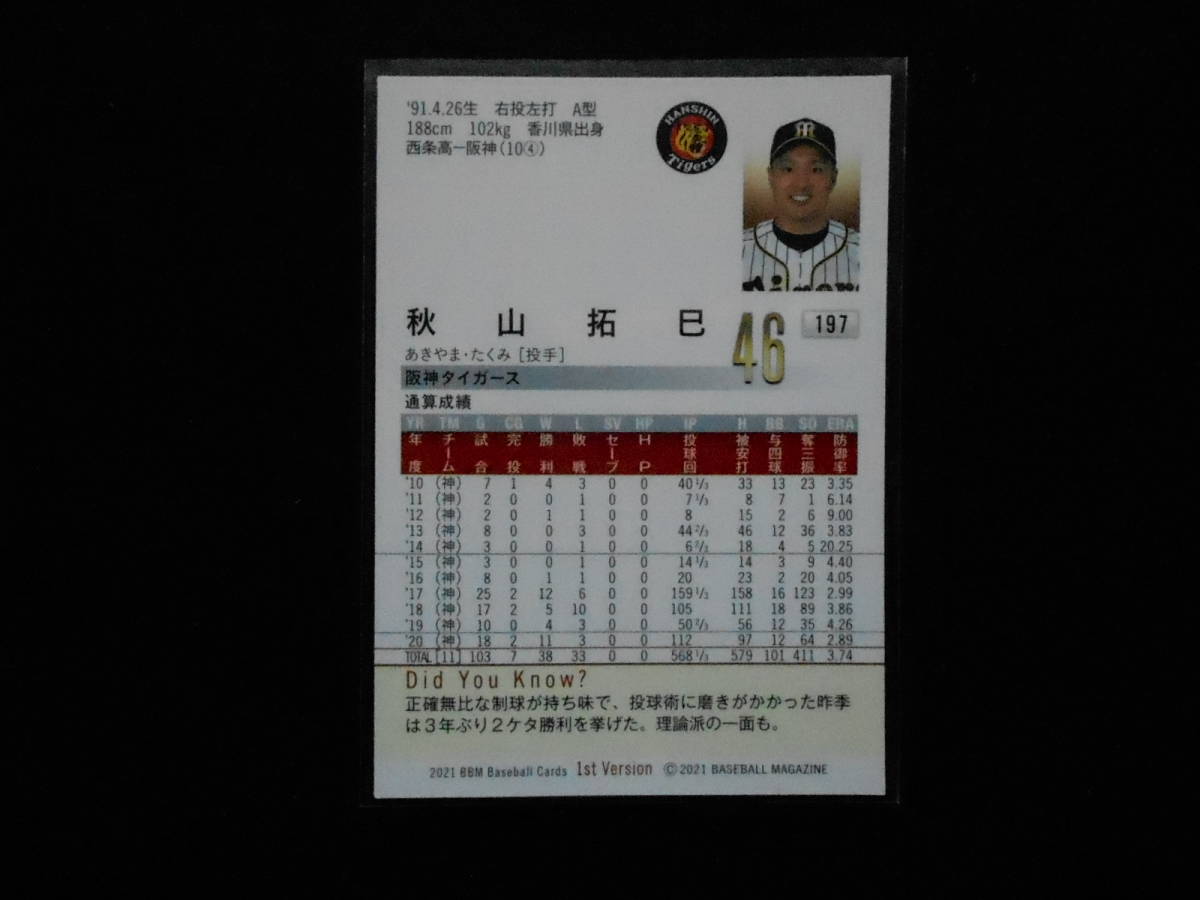 '91.4.26生 右投左打 A型
188cm 102kg 香川県出身
西条高ー阪神(10④)
HANSHIN
Tigers
秋山拓巳
46
197
あきやま・たくみ [投手]
阪神タイガース
通算成績
YR TM G CG W L SV HP IP H BB SO ERA
年度 チーム 試合 完投 勝利 敗戦 セーブ HP 投球回 被安打 与四球 奪三振 防御率
'10 (神) 7 1 4 3 0 0 40 1/3 33 13 23 3.35
'11 (神) 2 0 0 1 0 0 7 1/3 8 7 1 6.14
'12 (神) 2 0 1 1 0 0 8 15 2 6 9.00
'13 (神) 8 0 0 3 0 0 44 2/3 46 12 36 3.83
'14 (神) 3 0 0 1 0 0 6 2/3 18 4 5 20.25
'15 (神) 3 0 0 1 0 0 14 1/3 14 3 9 4.40
'16 (神) 8 0 1 1 0 0 20 23 2 20 4.05
'17 (神) 25 2 12 6 0 0 159 1/3 158 16 123 2.99
'18 (神) 17 2 5 10 0 0 105 111 18 89 3.86
'19 (神) 10 0 4 3 0 0 50 2/3 56 12 35 4.26
'20 (神) 18 2 11 3 0 0 112 97 12 64 2.89
TOTAL [11] 103 7 38 33 0 0 568 1/3 579 101 411 3.74
Did You Know?
正確無比な制球が持ち味で、投球術に磨きがかかった昨季
は3年ぶり2ケタ勝利を挙げた。理論派の一面も。
2021 BBM Baseball Cards 1st Version © 2021 BASEBALL MAGAZINE